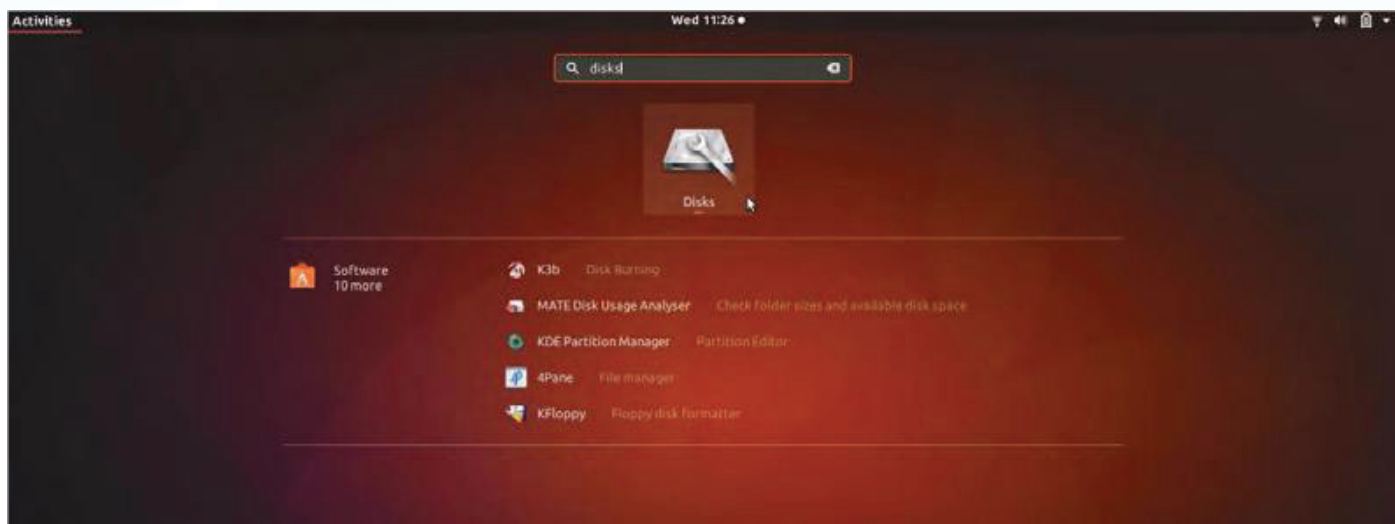 Activities
Wed 11:26
disks
Disks
Software
10 more
K3b Disk Burning
MATE Disk Usage Analyser Check folder sizes and available disk space
KDE Partition Manager Partition Editor
4Pane File manager
KFloppy Floppy disk formatter